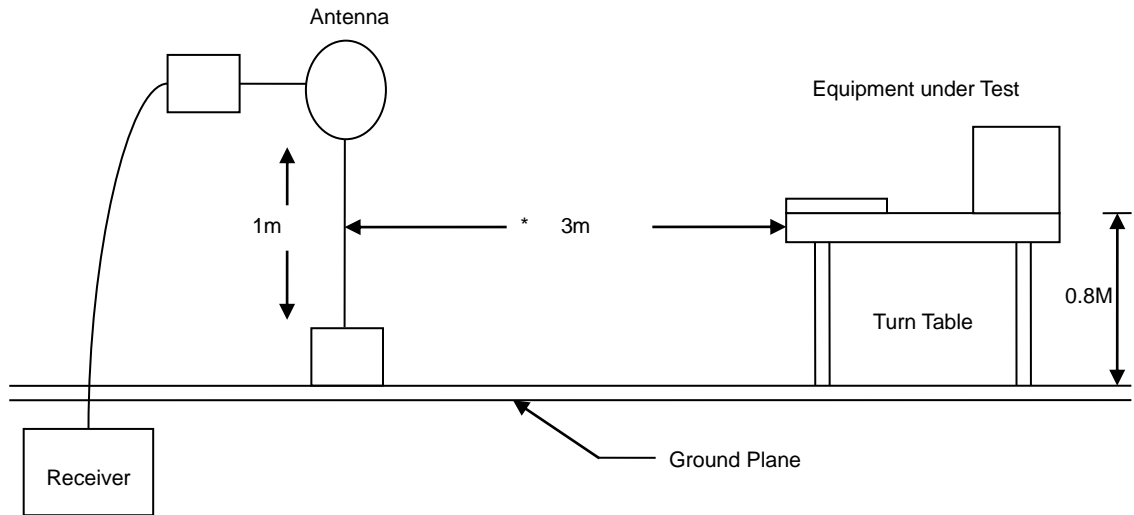 Antenna
Equipment under Test
1m
* 3m
0.8M
Turn Table
Ground Plane
Receiver